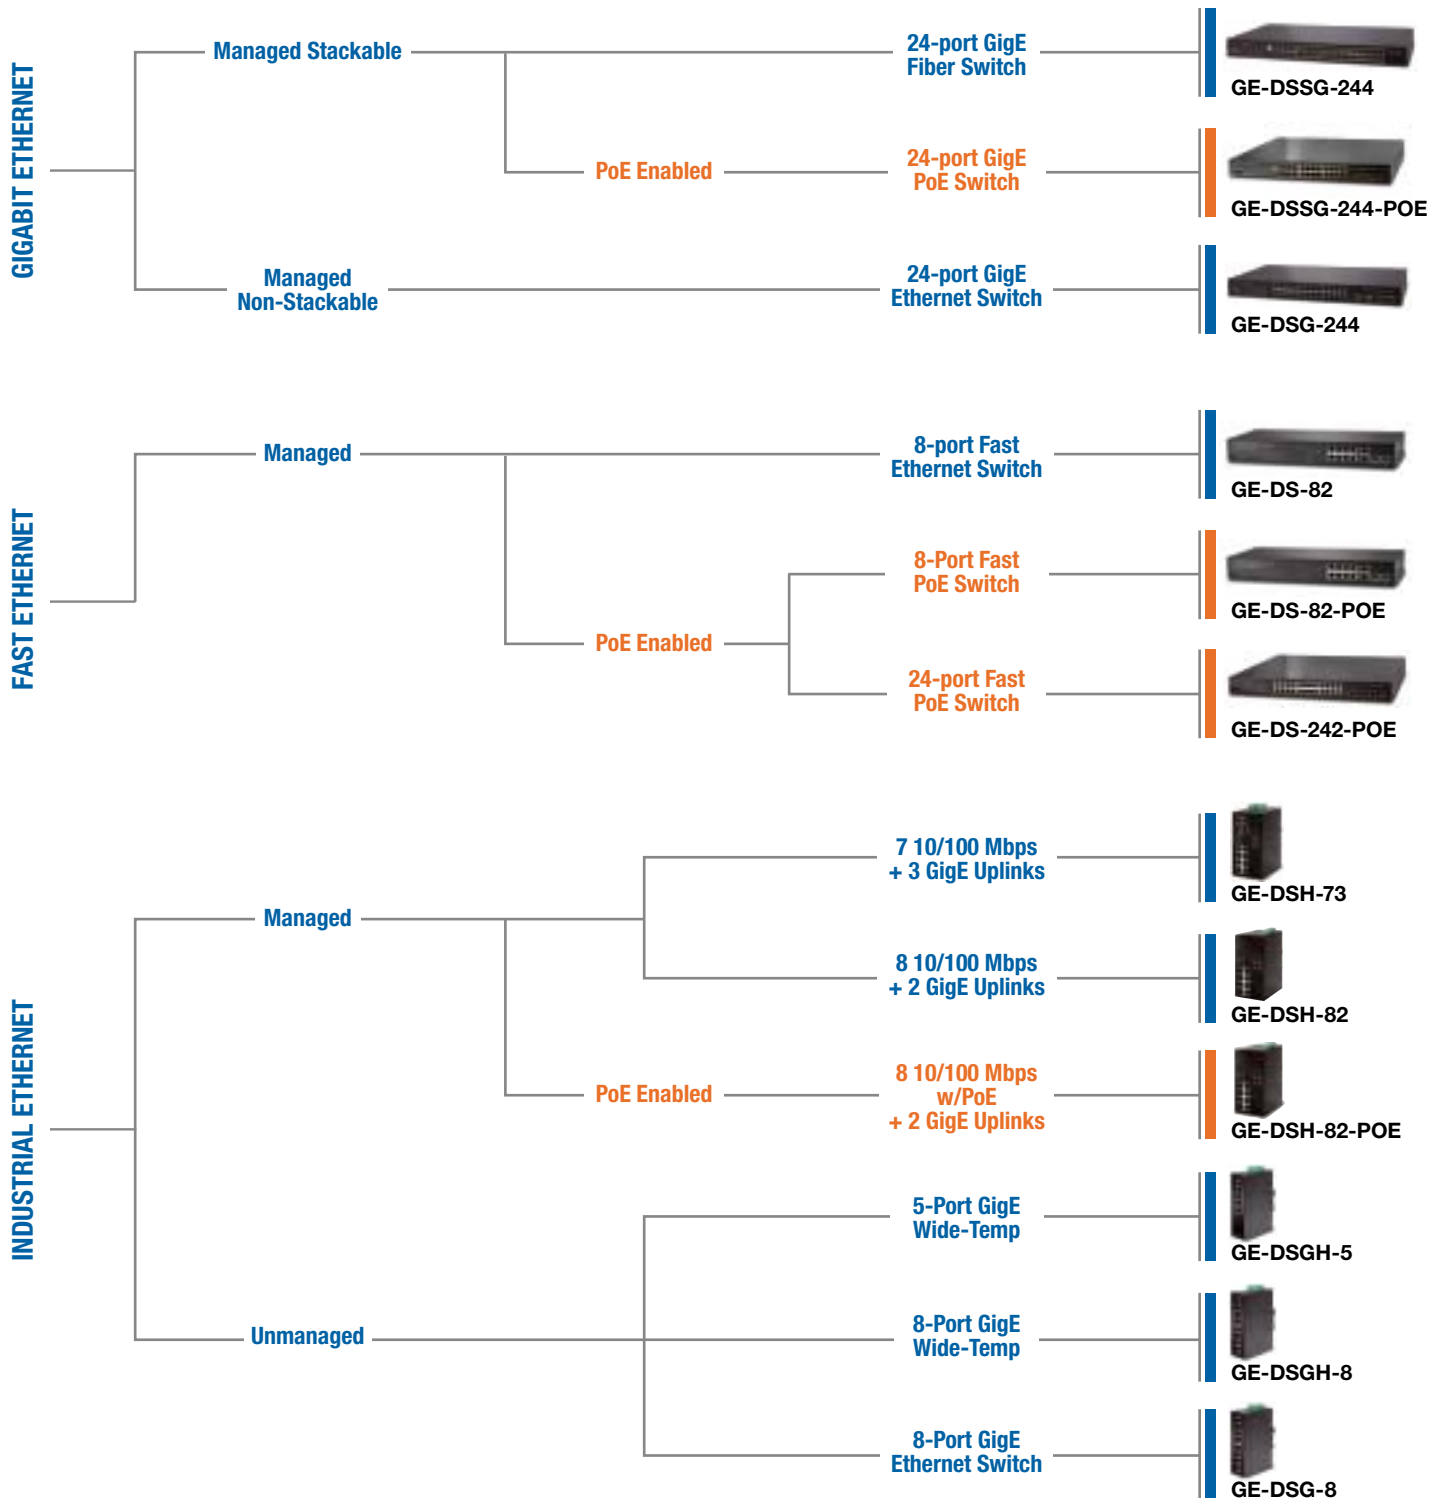 GIGABIT ETHERNET
Managed Stackable
24-port GigE
Fiber Switch
GE-DSSG-244
PoE Enabled
24-port GigE
PoE Switch
GE-DSSG-244-POE
Managed
Non-Stackable
24-port GigE
Ethernet Switch
GE-DSG-244
FAST ETHERNET
Managed
8-port Fast
Ethernet Switch
GE-DS-82
PoE Enabled
8-Port Fast
PoE Switch
GE-DS-82-POE
24-port Fast
PoE Switch
GE-DS-242-POE
INDUSTRIAL ETHERNET
Managed
7 10/100 Mbps
+ 3 GigE Uplinks
GE-DSH-73
8 10/100 Mbps
+ 2 GigE Uplinks
GE-DSH-82
PoE Enabled
8 10/100 Mbps
w/PoE
+ 2 GigE Uplinks
GE-DSH-82-POE
Unmanaged
5-Port GigE
Wide-Temp
GE-DSGH-5
8-Port GigE
Wide-Temp
GE-DSGH-8
8-Port GigE
Ethernet Switch
GE-DSG-8